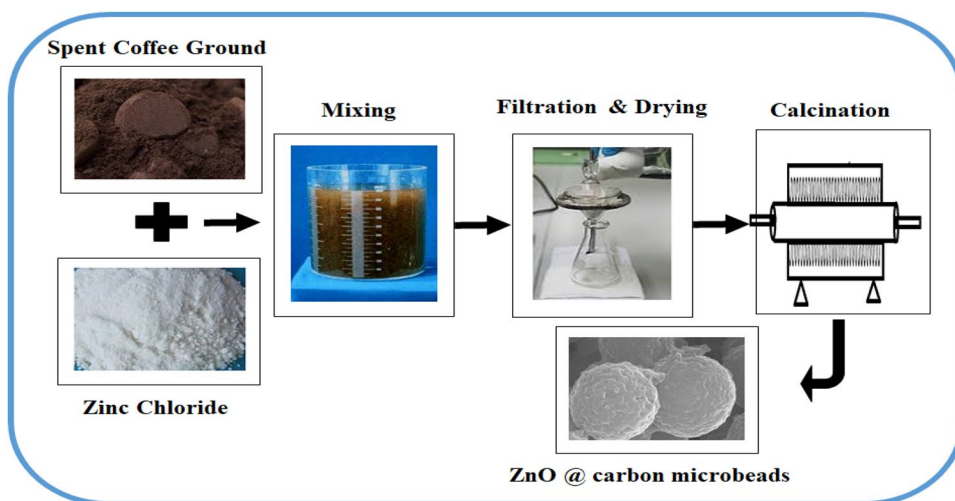 Spent Coffee Ground
Mixing
Filtration & Drying
Calcination
Zinc Chloride
ZnO @ carbon microbeads